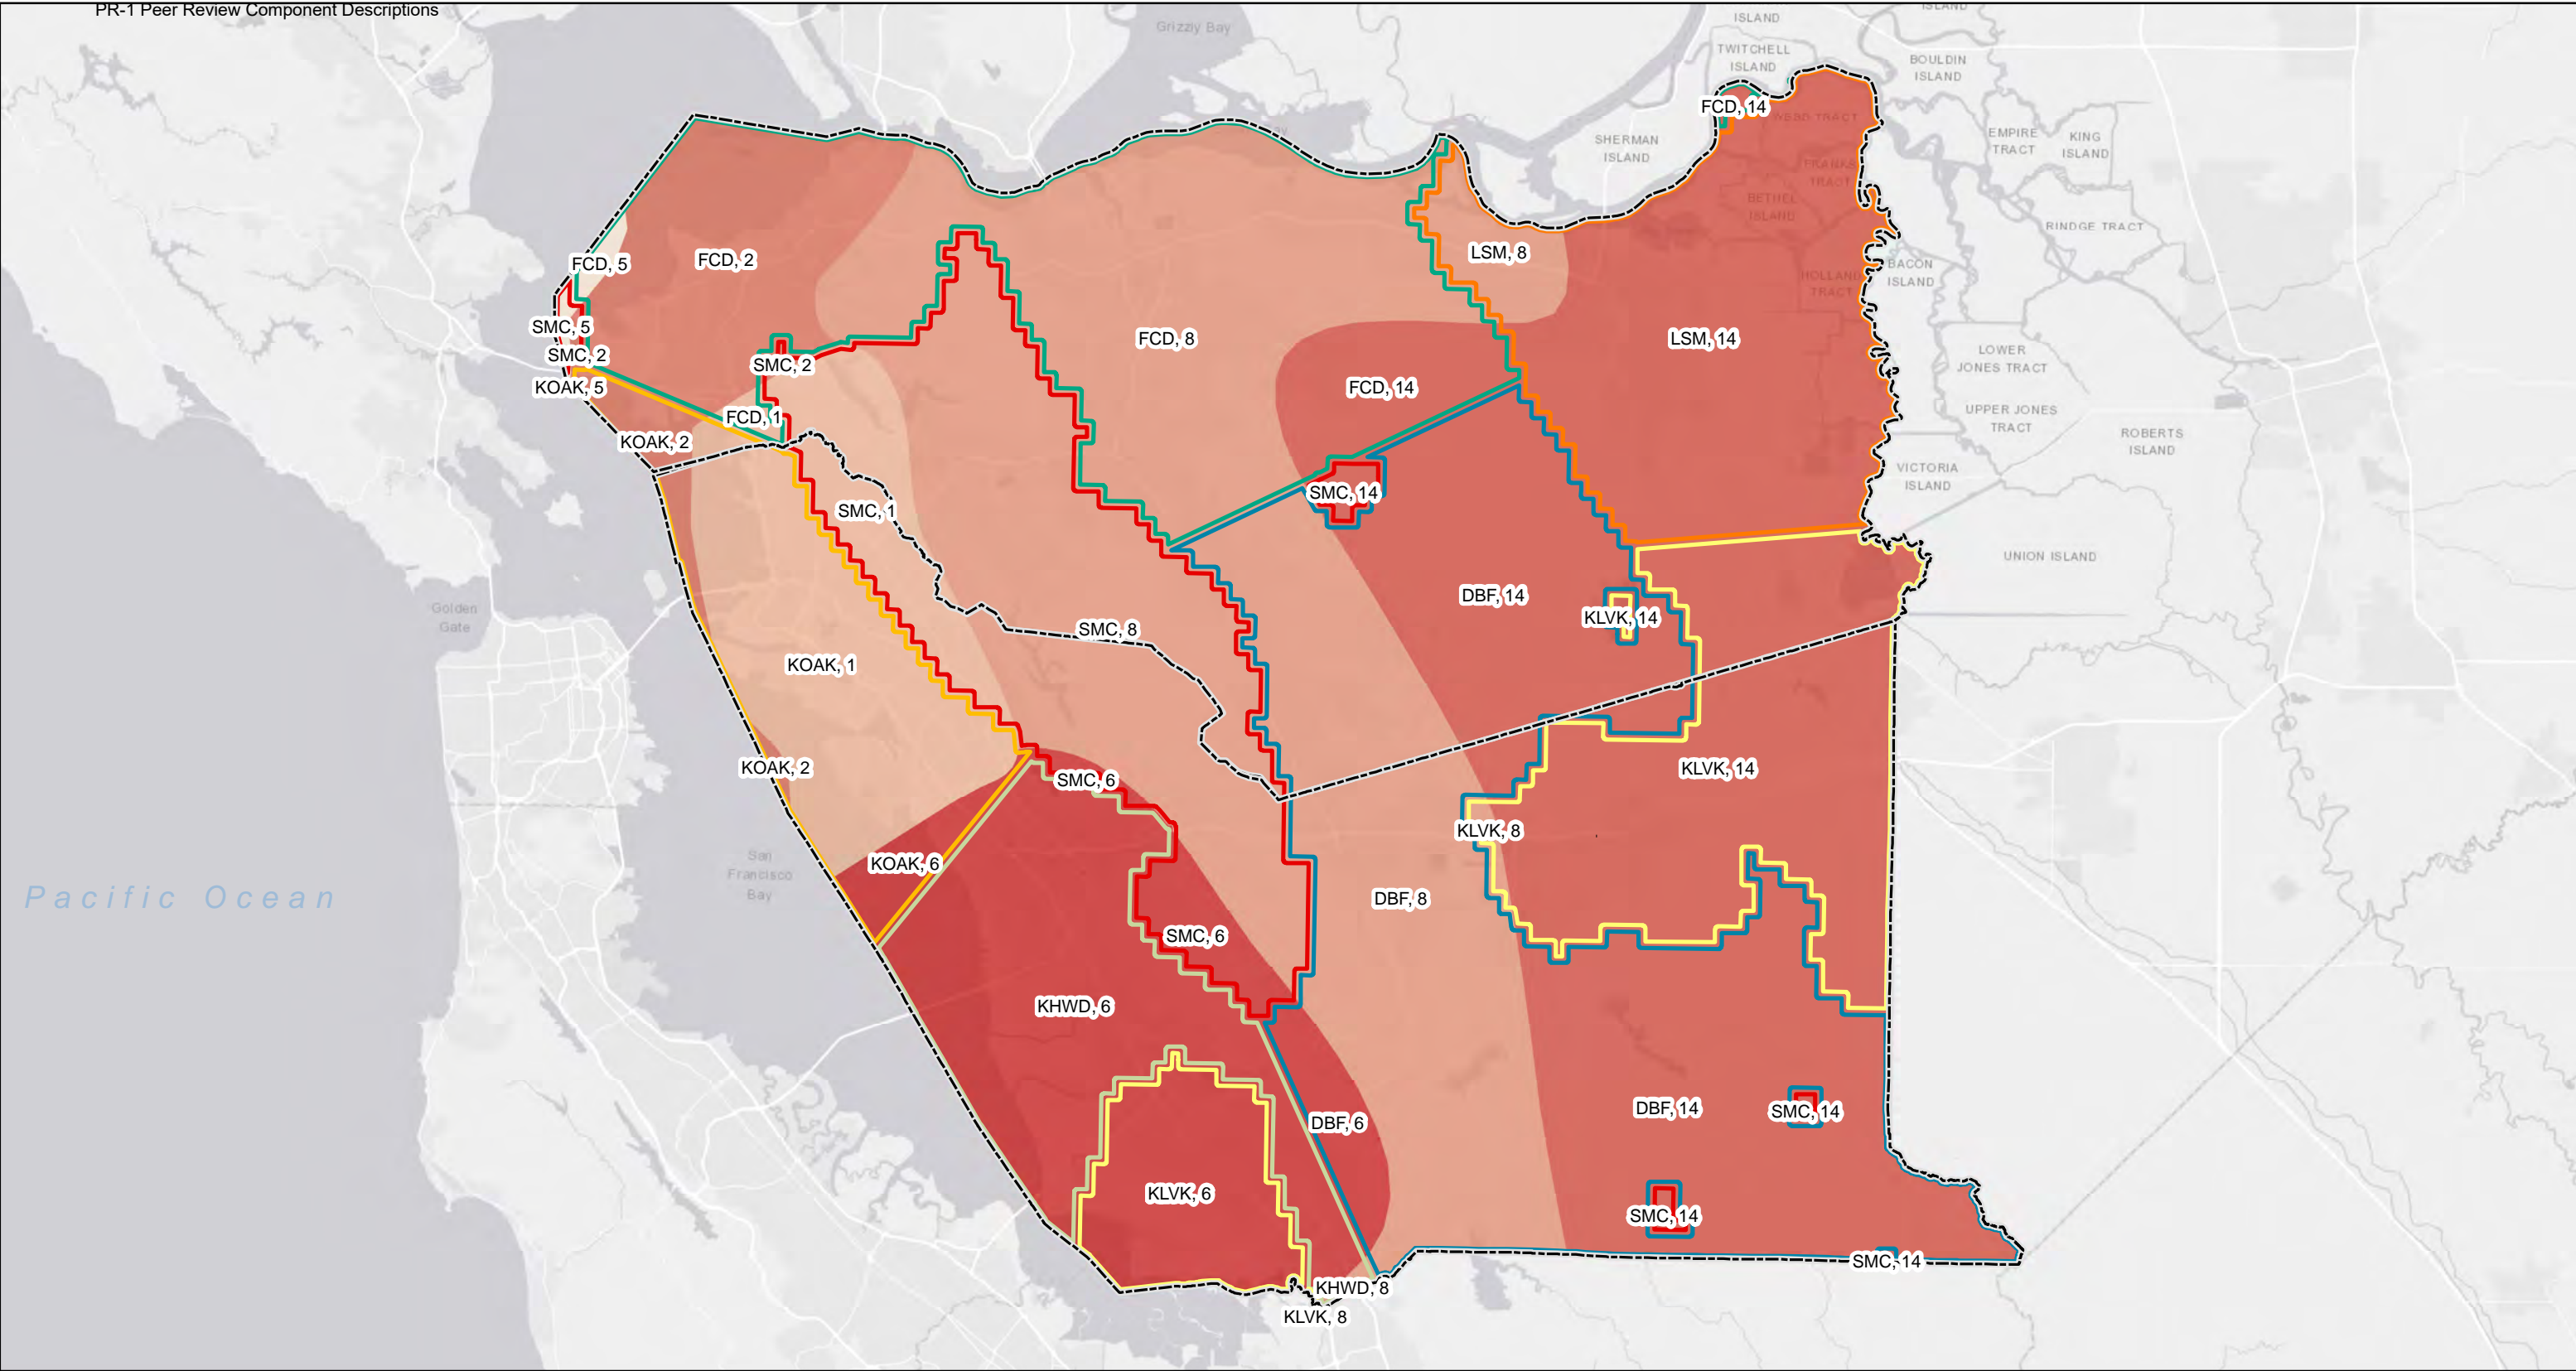 PR-1 Peer Review Component Descriptions
Grizzly Bay
ISLAND
ISLAND
TWITCHELL
ISLAND
BOULDIN
ISLAND
FCD, 14
WEBB TRACT
SHERMAN
ISLAND
EMPIRE
TRACT
KING
ISLAND
FRANKS
TRACT
BETHEL
ISLAND
RINDGE TRACT
FCD, 5
FCD, 2
LSM, 8
HOLLAND
TRACT
BACON
ISLAND
SMC, 5
SMC, 2
KOAK, 5
SMC, 2
FCD, 8
LSM, 14
LOWER
JONES TRACT
FCD, 14
FCD, 1
KOAK, 2
UPPER JONES
TRACT
ROBERTS
ISLAND
VICTORIA
ISLAND
SMC, 14
SMC, 1
UNION ISLAND
Golden
Gate
DBF, 14
KLVK, 14
SMC, 8
KOAK, 1
KOAK, 2
SMC, 6
KLVK, 14
KLVK, 8
KOAK, 6
San
Francisco
Bay
Pacific Ocean
DBF, 8
SMC, 6
KHWD, 6
DBF, 6
DBF, 14
SMC, 14
KLVK, 6
SMC, 14
SMC, 14
KHWD, 8
KLVK, 8